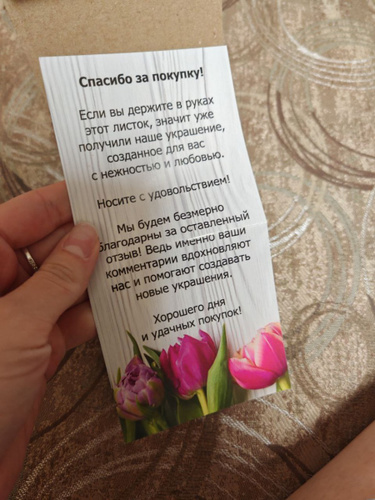 Спасибо за покупку!
Если вы держите в руках
этот листок, значит уже
получили наше украшение,
созданное для вас
с нежностью и любовью.
Носите с удовольствием!
Мы будем безмерно
благодарны за оставленный
отзыв! Ведь именно ваши
комментарии вдохновляют
нас и помогают создавать
новые украшения.
Хорошего дня
и удачных покупок!